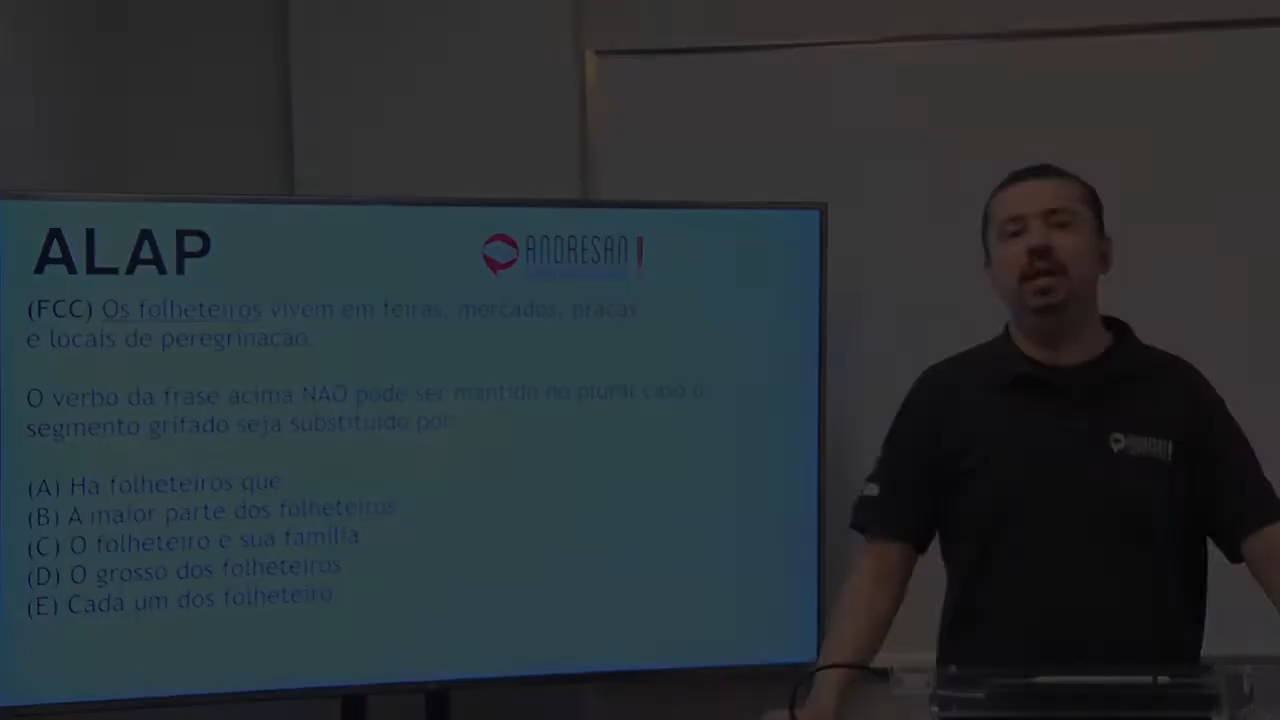 ALAP
ANDRESAN!
(FCC) Os folheteiros vivem em feiras, mercados, praças
e locais de peregrinação.
O verbo da frase acima NÃO pode ser mantido no plural caso o
segmento grifado seja substituído por:
(A) Há folheteiros que
(B) A maior parte dos folheteiros
(C) O folheteiro e sua família
(D) O grosso dos folheteiros
(E) Cada um dos folheteiro